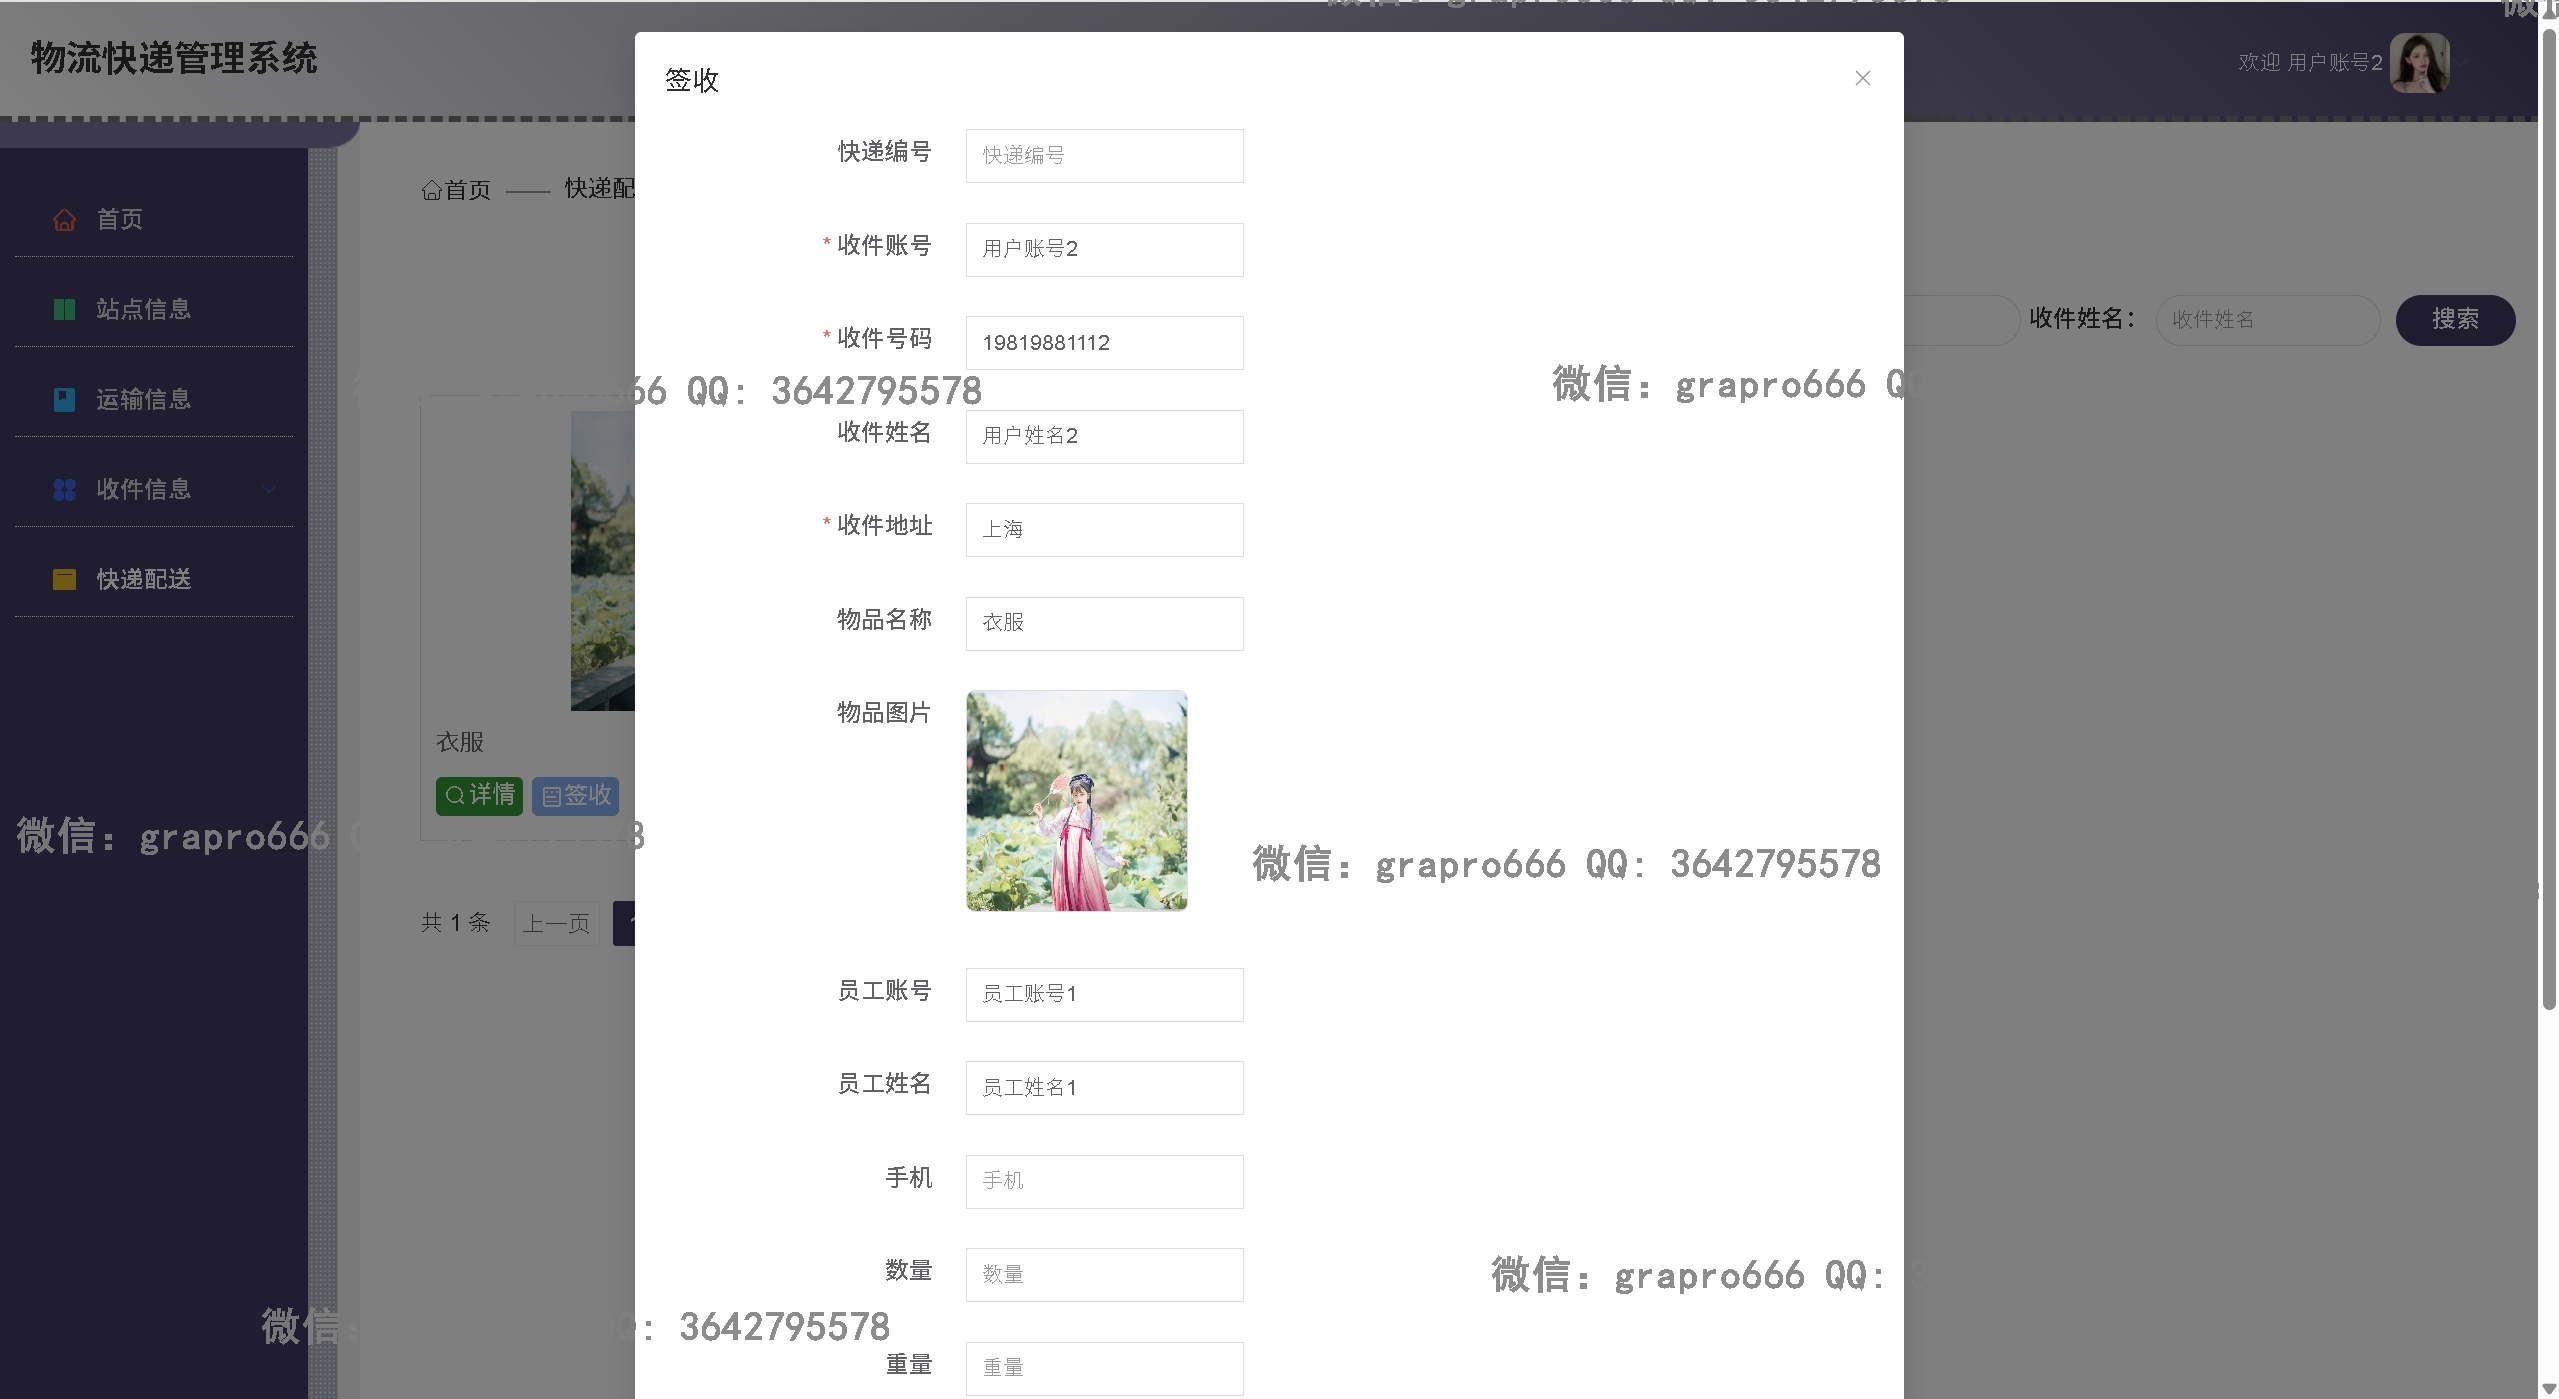 物流快递管理系统
欢迎 用户账号2
首页
站点信息
运输信息
收件信息
快递配送
首页 —— 快递配
收件姓名：
收件姓名
搜索
衣服
详情
签收
共 1 条
上一页
签收
快递编号
快递编号
* 收件账号
用户账号2
* 收件号码
19819881112
收件姓名
用户姓名2
* 收件地址
上海
物品名称
衣服
物品图片
员工账号
员工账号1
员工姓名
员工姓名1
手机
手机
数量
数量
重量
重量
66 QQ: 3642795578
微信: grapro666 Q
微信: grapro666
微信: grapro666 QQ: 3642795578
微信: grapro666 QQ:
微信:
: 3642795578